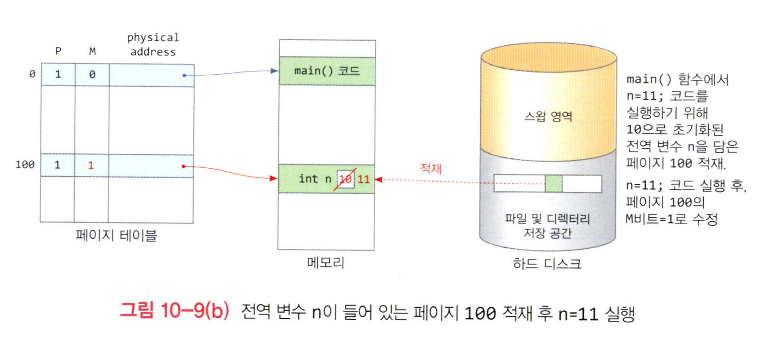 P M physical address
0 1 0
main() 코드
스왑 영역
main() 함수에서
n=11; 코드를
실행하기 위해
10으로 초기화된
전역 변수 n을 담은
페이지 100 적재.
100 1 1
int n 10 11
적재
n=11; 코드 실행 후,
페이지 100의
M비트=1로 수정
파일 및 디렉터리
저장 공간
페이지 테이블
메모리
하드 디스크
그림 10-9(b) 전역 변수 n이 들어 있는 페이지 100 적재 후 n=11 실행